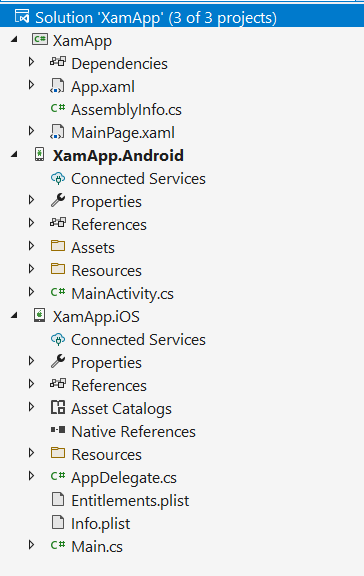 Solution 'XamApp' (3 of 3 projects)
C# XamApp
Dependencies
App.xaml
C# AssemblyInfo.cs
MainPage.xaml
XamApp.Android
Connected Services
Properties
References
Assets
Resources
C# MainActivity.cs
XamApp.iOS
Connected Services
Properties
References
Asset Catalogs
Native References
Resources
C# AppDelegate.cs
Entitlements.plist
Info.plist
C# Main.cs